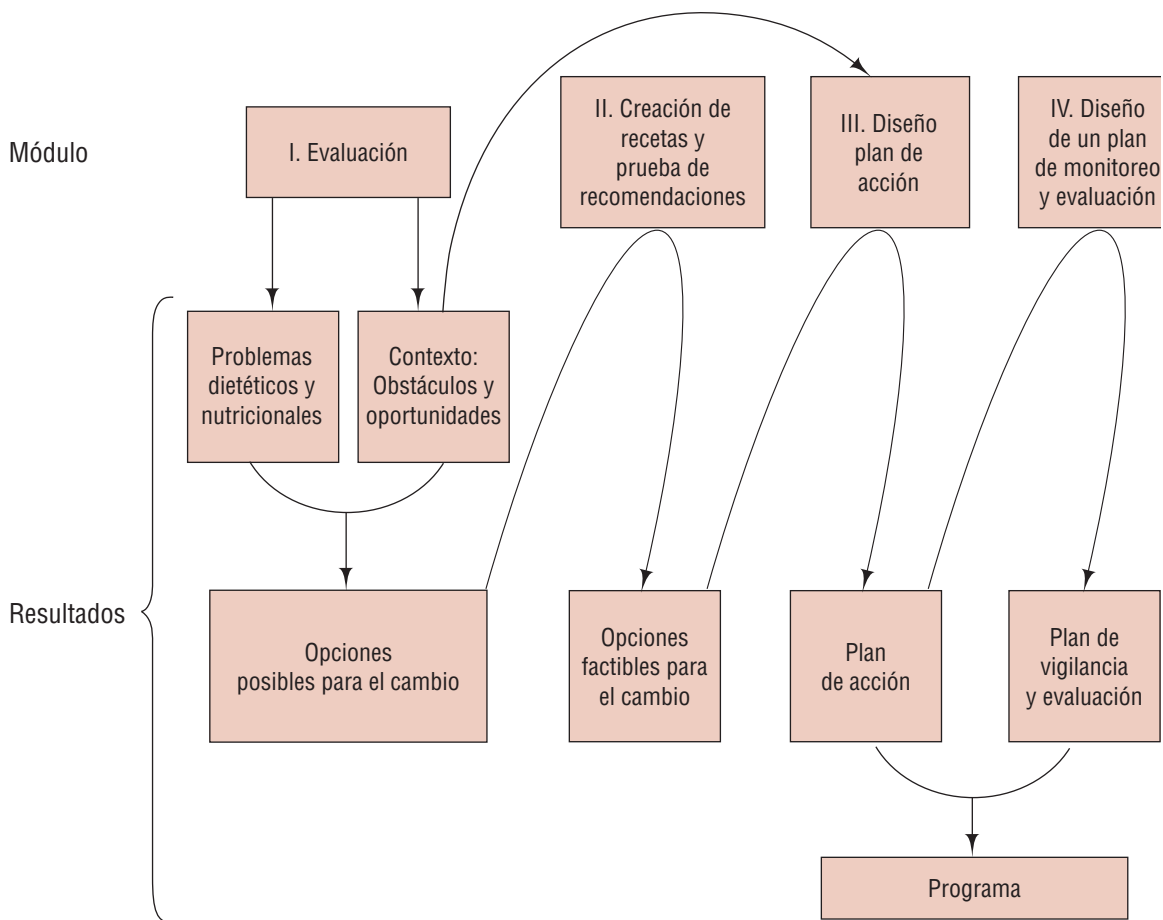 Módulo
I. Evaluación
II. Creación de
recetas y
prueba de
recomendaciones
III. Diseño
plan de
acción
IV. Diseño
de un plan
de monitoreo
y evaluación
Resultados
Problemas
dietéticos y
nutricionales
Contexto:
Obstáculos y
oportunidades
Opciones
posibles para el cambio
Opciones
factibles para
el cambio
Plan
de acción
Plan de
vigilancia
y evaluación
Programa